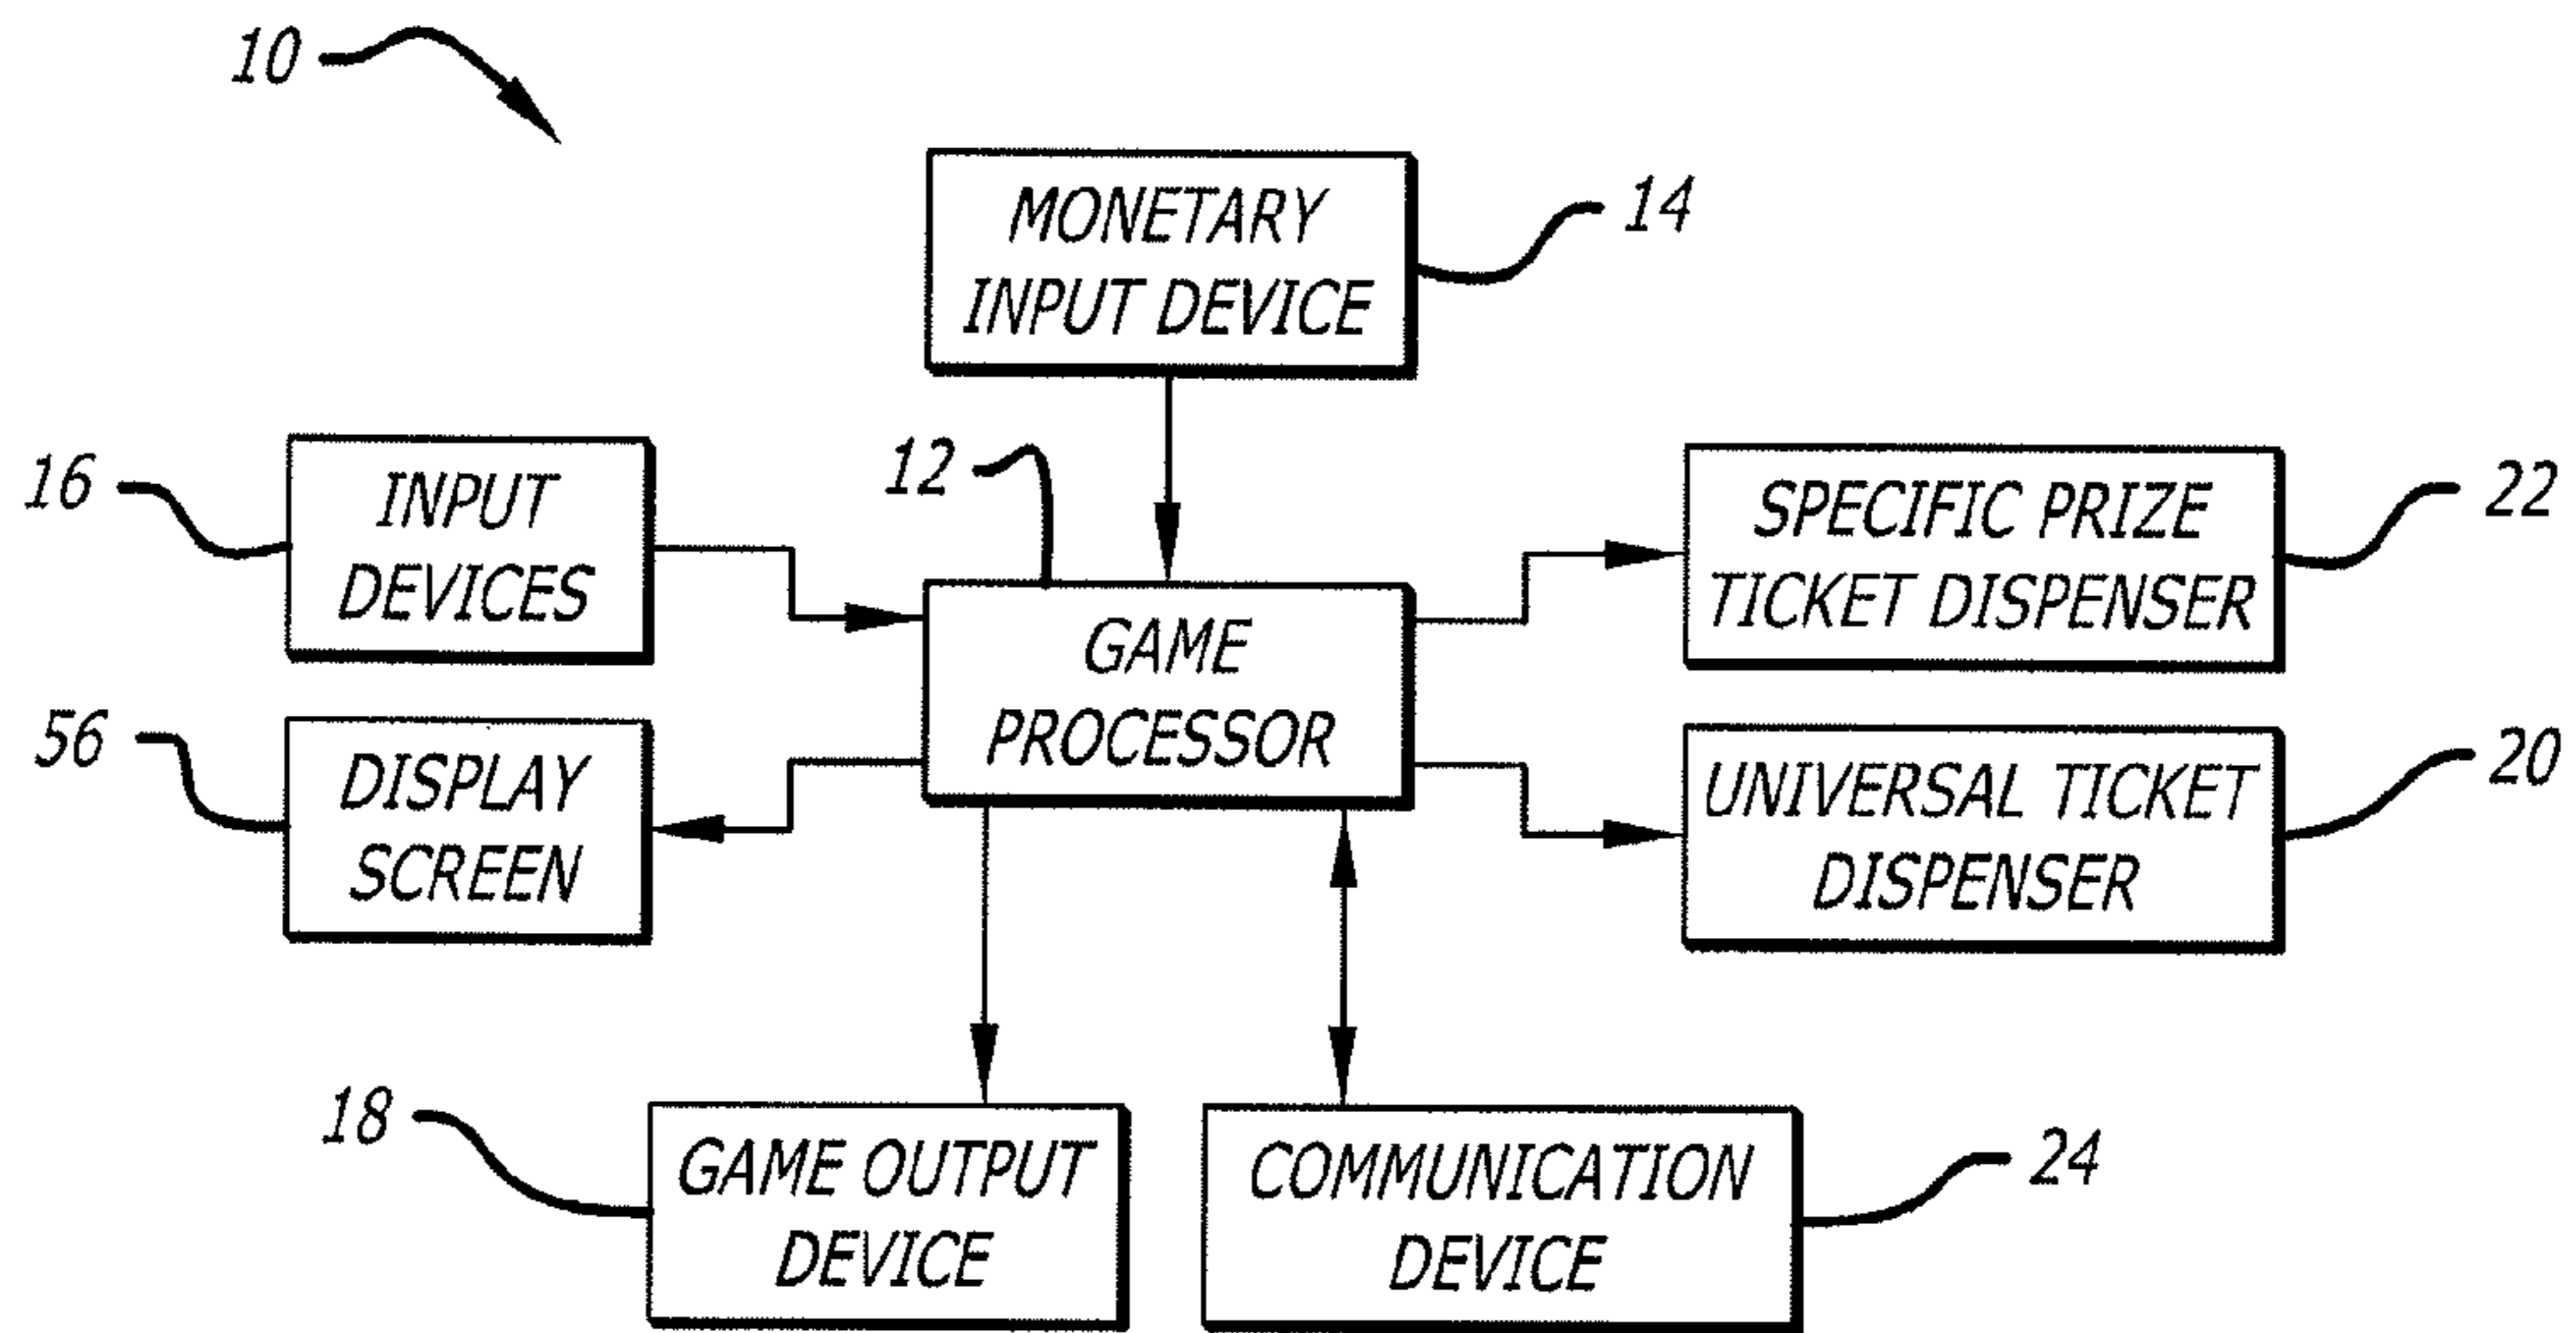 10
MONETARY
INPUT DEVICE
14
16
INPUT
DEVICES
12
GAME
PROCESSOR
SPECIFIC PRIZE
TICKET DISPENSER
22
56
DISPLAY
SCREEN
UNIVERSAL TICKET
DISPENSER
20
18
GAME OUTPUT
DEVICE
COMMUNICATION
DEVICE
24